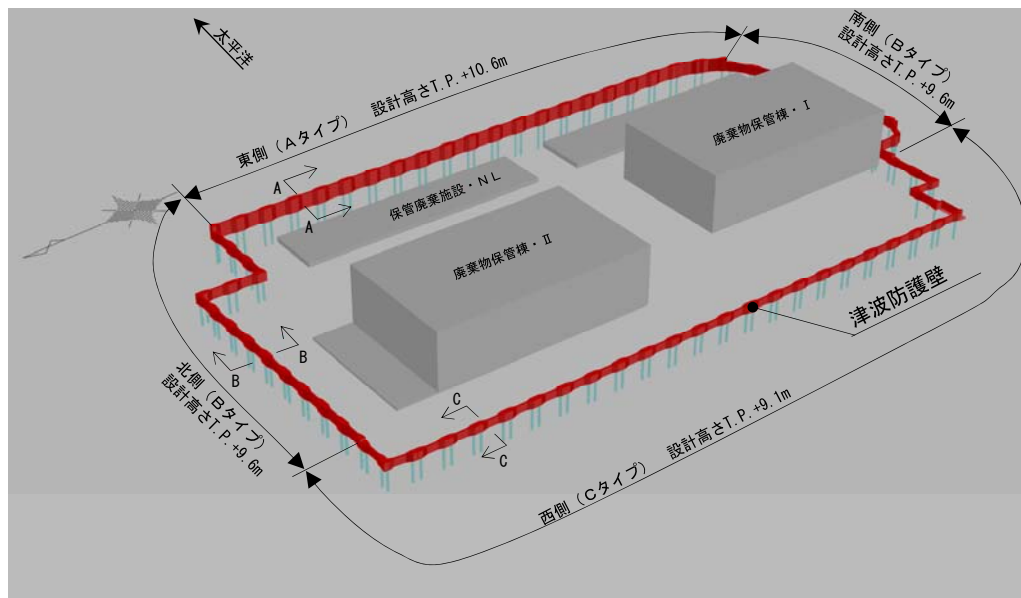 太平洋
東側(Aタイプ) 設計高さT.P.+10.6m
南側(Bタイプ)
設計高さT.P.+9.6m
廃棄物保管棟・Ⅰ
A
A
保管廃棄施設・NL
廃棄物保管棟・Ⅱ
津波防護壁
B
B
北側(Bタイプ)
設計高さT.P.+9.6m
C
C
西側(Cタイプ) 設計高さT.P.+9.1m